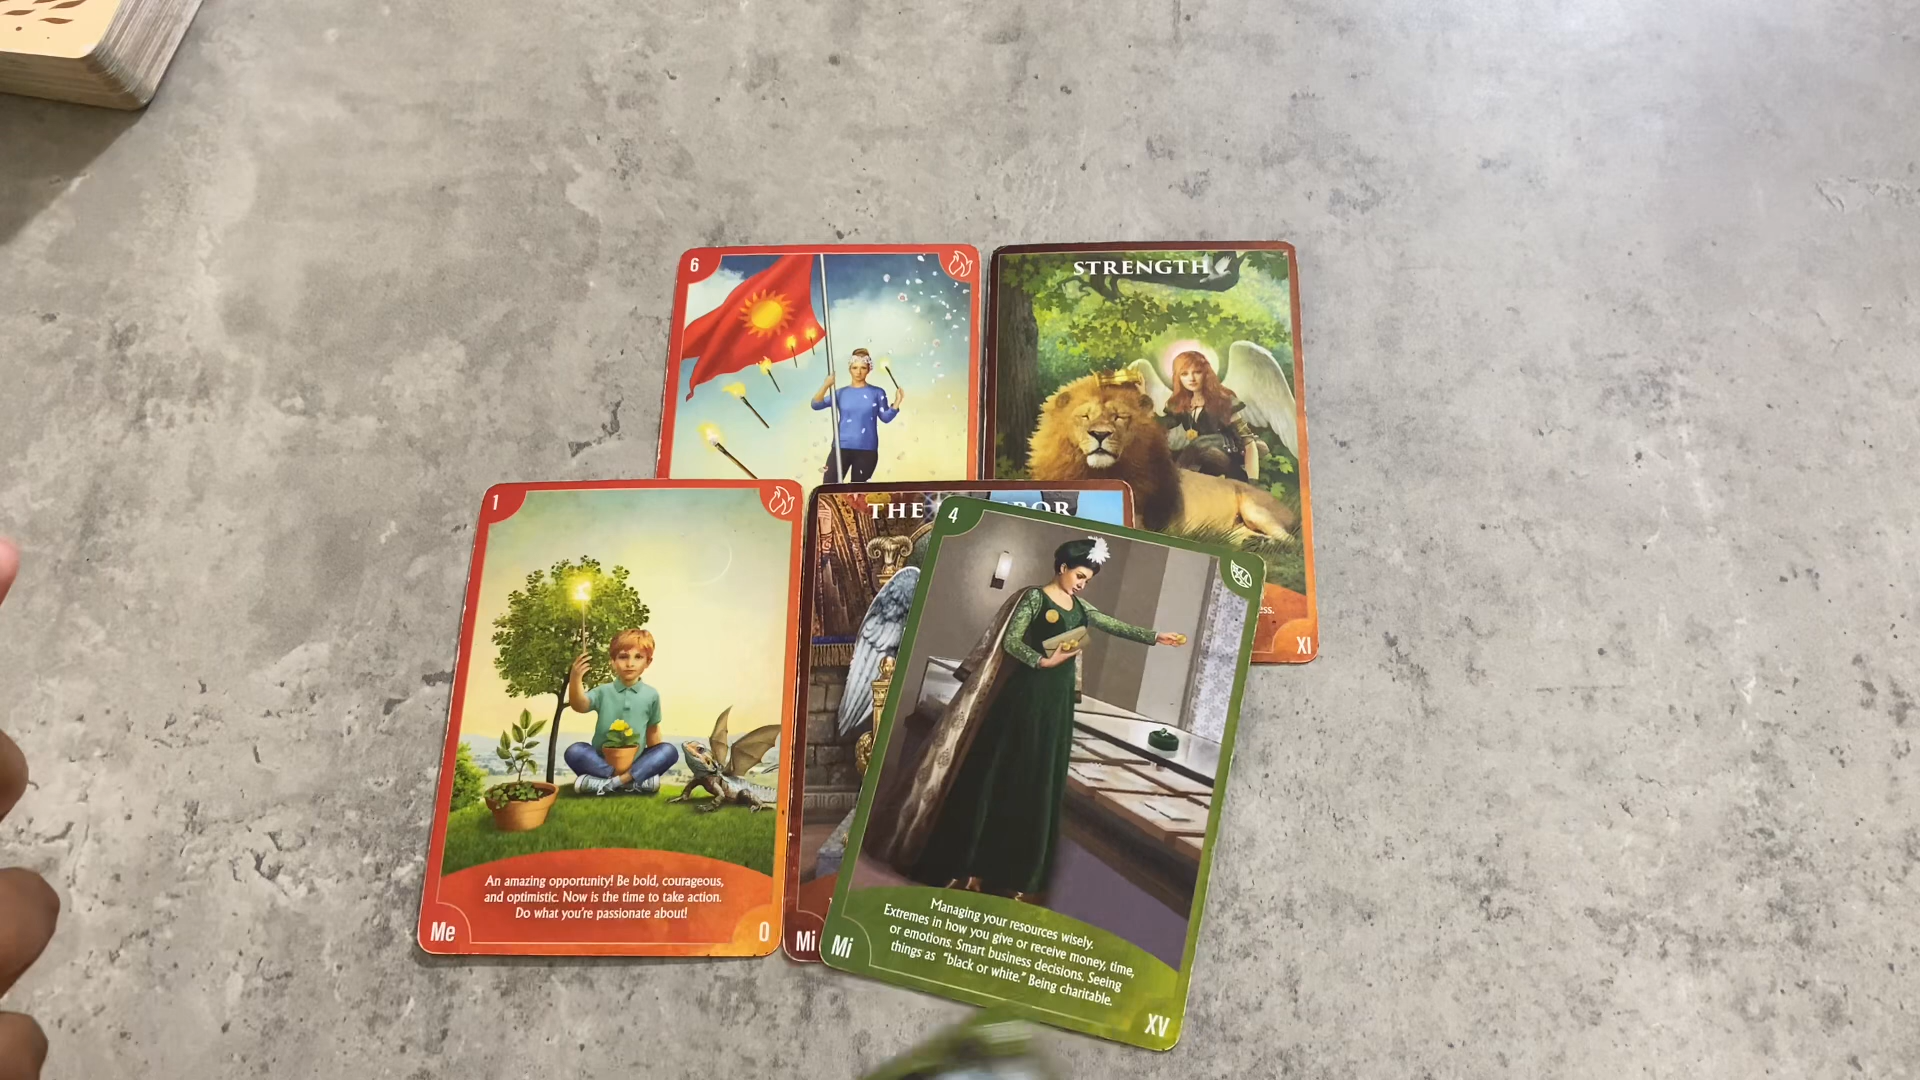 6
STRENGTH
ess.
XI
1
An amazing opportunity! Be bold, courageous,
and optimistic. Now is the time to take action.
Do what you're passionate about!
Me
O
THE
Mi
4
Managing your resources wisely.
Extremes in how you give or receive money, time,
or emotions. Smart business decisions. Seeing
things as "black or white." Being charitable.
Mi
XV